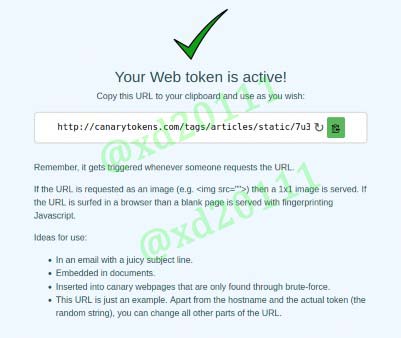 Your Web token is active!
Copy this URL to your clipboard and use as you wish:
http://canarytokens.com/tags/articles/static/7u3
Remember, it gets triggered whenever someone requests the URL.
If the URL is requested as an image (e.g. <img src="">) then a 1x1 image is served. If
the URL is surfed in a browser than a blank page is served with fingerprinting
Javascript.
Ideas for use:
In an email with a juicy subject line.
Embedded in documents.
Inserted into canary webpages that are only found through brute-force.
This URL is just an example. Apart from the hostname and the actual token (the
random string), you can change all other parts of the URL.
@xd20111
@xd20111